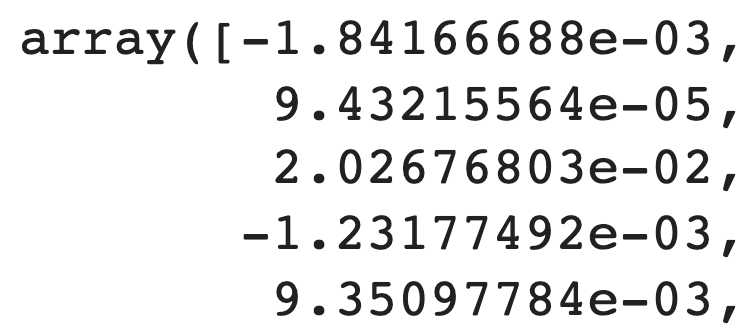 array([-1.84166688e-03,
9.43215564e-05,
2.02676803e-02,
-1.23177492e-03,
9.35097784e-03,